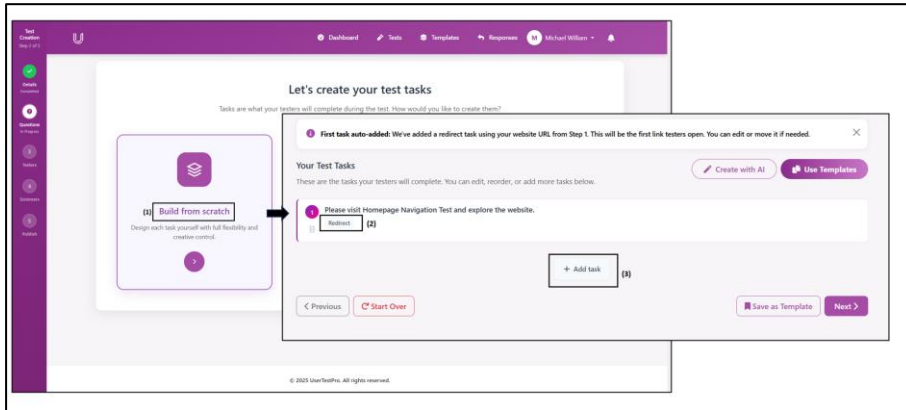 Test
Creation
Step 2 of 5
Details
Completed
Questions
In Progress
3
Testers
4
Screeners
5
Publish
Dashboard
Tests
Templates
Responses
M
Michael William
Let's create your test tasks
Tasks are what your testers will complete during the test. How would you like to create them?
(1) Build from scratch
Design each task yourself with full flexibility and
creative control.
First task auto-added: We've added a redirect task using your website URL from Step 1. This will be the first link testers open. You can edit or move it if needed.
Your Test Tasks
These are the tasks your testers will complete. You can edit, reorder, or add more tasks below.
Create with AI
Use Templates
1 Please visit Homepage Navigation Test and explore the website.
Redirect (2)
+ Add task (3)
Previous
Start Over
Save as Template
Next
© 2025 UserTestPro. All rights reserved.